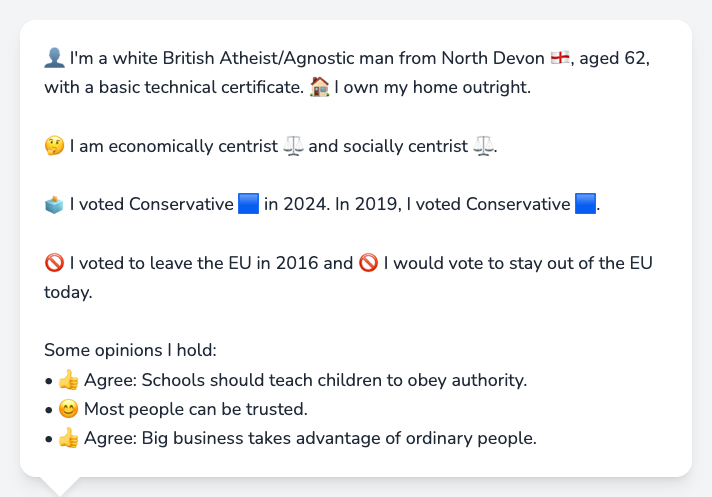 👤 I'm a white British Atheist/Agnostic man from North Devon 🏴󠁧󠁢󠁥󠁮󠁧󠁿, aged 62,
with a basic technical certificate. 🏠 I own my home outright.
🤔 I am economically centrist ⚖️ and socially centrist ⚖️.
🗳️ I voted Conservative 🟦 in 2024. In 2019, I voted Conservative 🟦.
🚫 I voted to leave the EU in 2016 and 🚫 I would vote to stay out of the EU
today.
Some opinions I hold:
• 👍 Agree: Schools should teach children to obey authority.
• 😊 Most people can be trusted.
• 👍 Agree: Big business takes advantage of ordinary people.